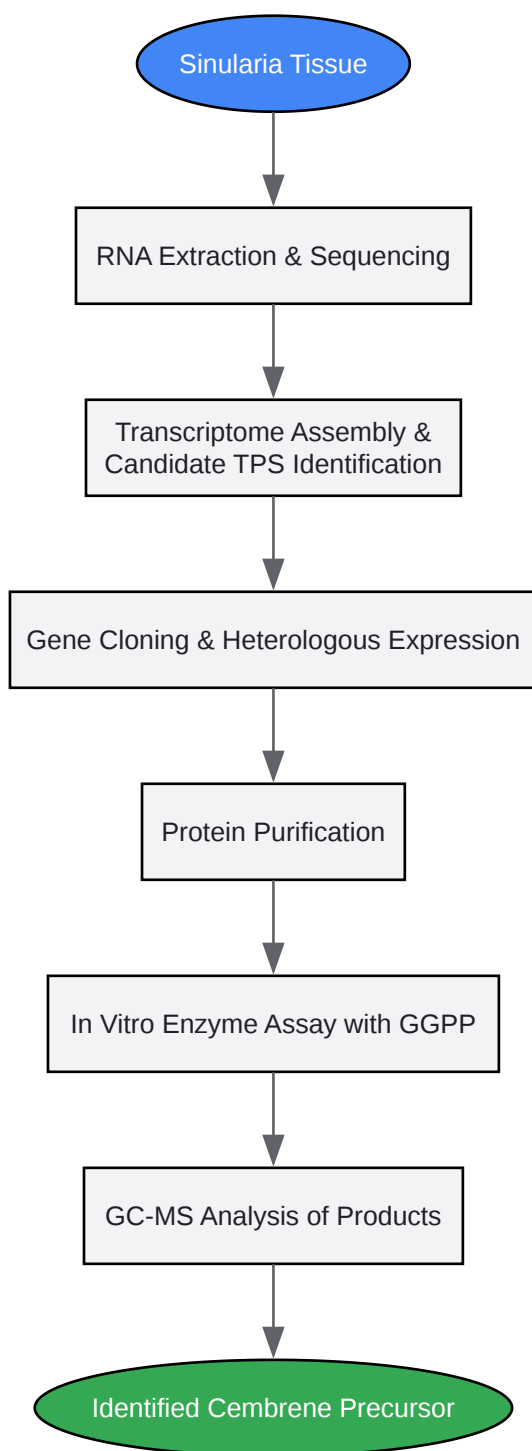 Sinularia Tissue
RNA Extraction & Sequencing
Transcriptome Assembly &
Candidate TPS Identification
Gene Cloning & Heterologous Expression
Protein Purification
In Vitro Enzyme Assay with GGPP
GC-MS Analysis of Products
Identified Cembrene Precursor